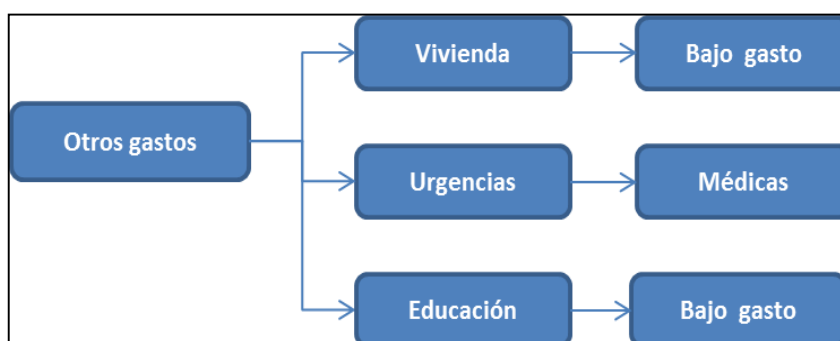 Vivienda
Bajo gasto
Otros gastos
Urgencias
Médicas
Educación
Bajo gasto